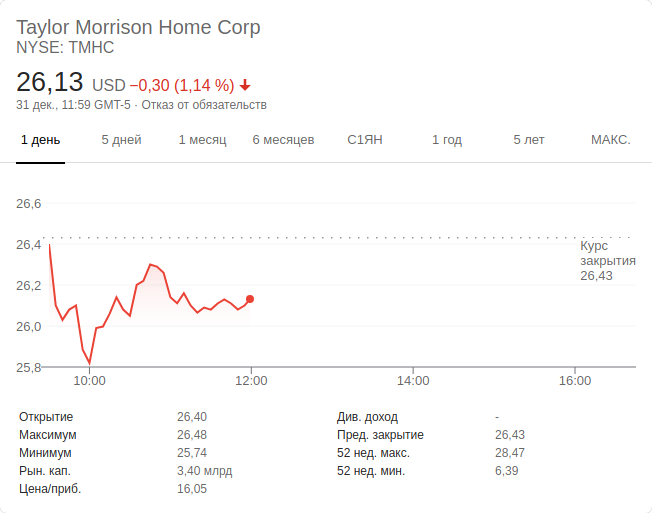 Taylor Morrison Home Corp
NYSE: TMHC
26,13 USD −0,30 (1,14 %)
31 дек., 11:59 GMT-5 · Отказ от обязательств
1 день 5 дней 1 месяц 6 месяцев С1ЯН 1 год 5 лет МАКС.
26,6
26,4
Курс
закрытия
26,43
26,2
26,0
25,8
10:00 12:00 14:00 16:00
Открытие 26,40 Див. доход -
Максимум 26,48 Пред. закрытие 26,43
Минимум 25,74 52 нед. макс. 28,47
Рын. кап. 3,40 млрд 52 нед. мин. 6,39
Цена/приб. 16,05